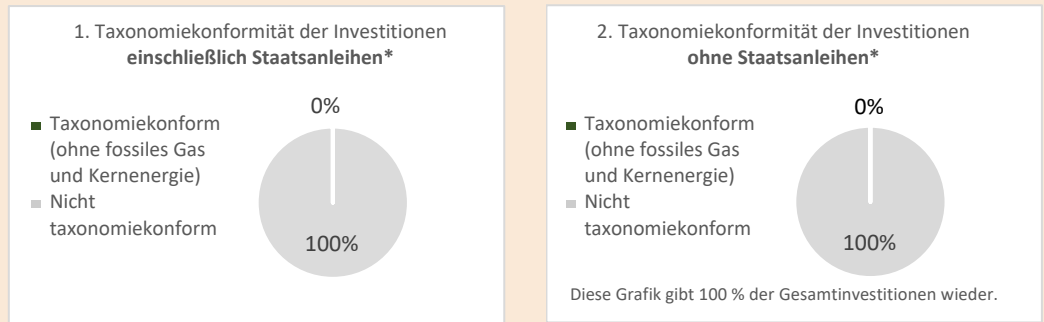 1. Taxonomiekonformität der Investitionen
einschließlich Staatsanleihen*
Taxonomiekonform
(ohne fossiles Gas
und Kernenergie)
Nicht
taxonomiekonform
0%
100%
2. Taxonomiekonformität der Investitionen
ohne Staatsanleihen*
Taxonomiekonform
(ohne fossiles Gas
und Kernenergie)
Nicht
taxonomiekonform
0%
100%
Diese Grafik gibt 100 % der Gesamtinvestitionen wieder.